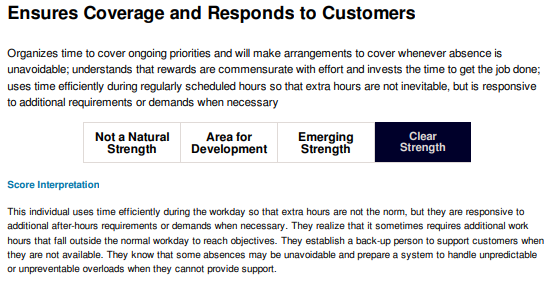 Ensures Coverage and Responds to Customers
Organizes time to cover ongoing priorities and will make arrangements to cover whenever absence is
unavoidable; understands that rewards are commensurate with effort and invests the time to get the job done;
uses time efficiently during regularly scheduled hours so that extra hours are not inevitable, but is responsive
to additional requirements or demands when necessary
Not a Natural Strength
Area for Development
Emerging Strength
Clear Strength
Score Interpretation
This individual uses time efficiently during the workday so that extra hours are not the norm, but they are responsive to
additional after-hours requirements or demands when necessary. They realize that it sometimes requires additional work
hours that fall outside the normal workday to reach objectives. They establish a back-up person to support customers when
they are not available. They know that some absences may be unavoidable and prepare a system to handle unpredictable
or unpreventable overloads when they cannot provide support.